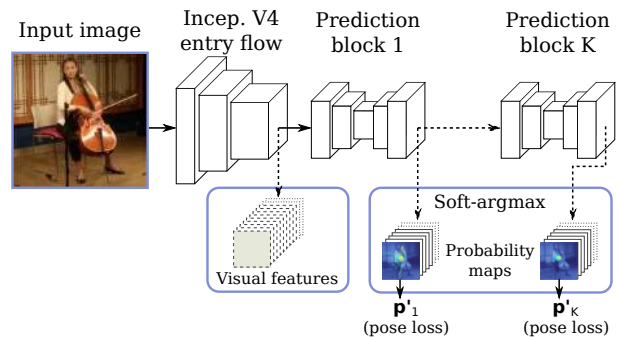 Input image
Incep. V4
entry flow
Prediction
block 1
Prediction
block K
Visual features
Soft-argmax
Probability
maps
p'1
(pose loss)
p'K
(pose loss)